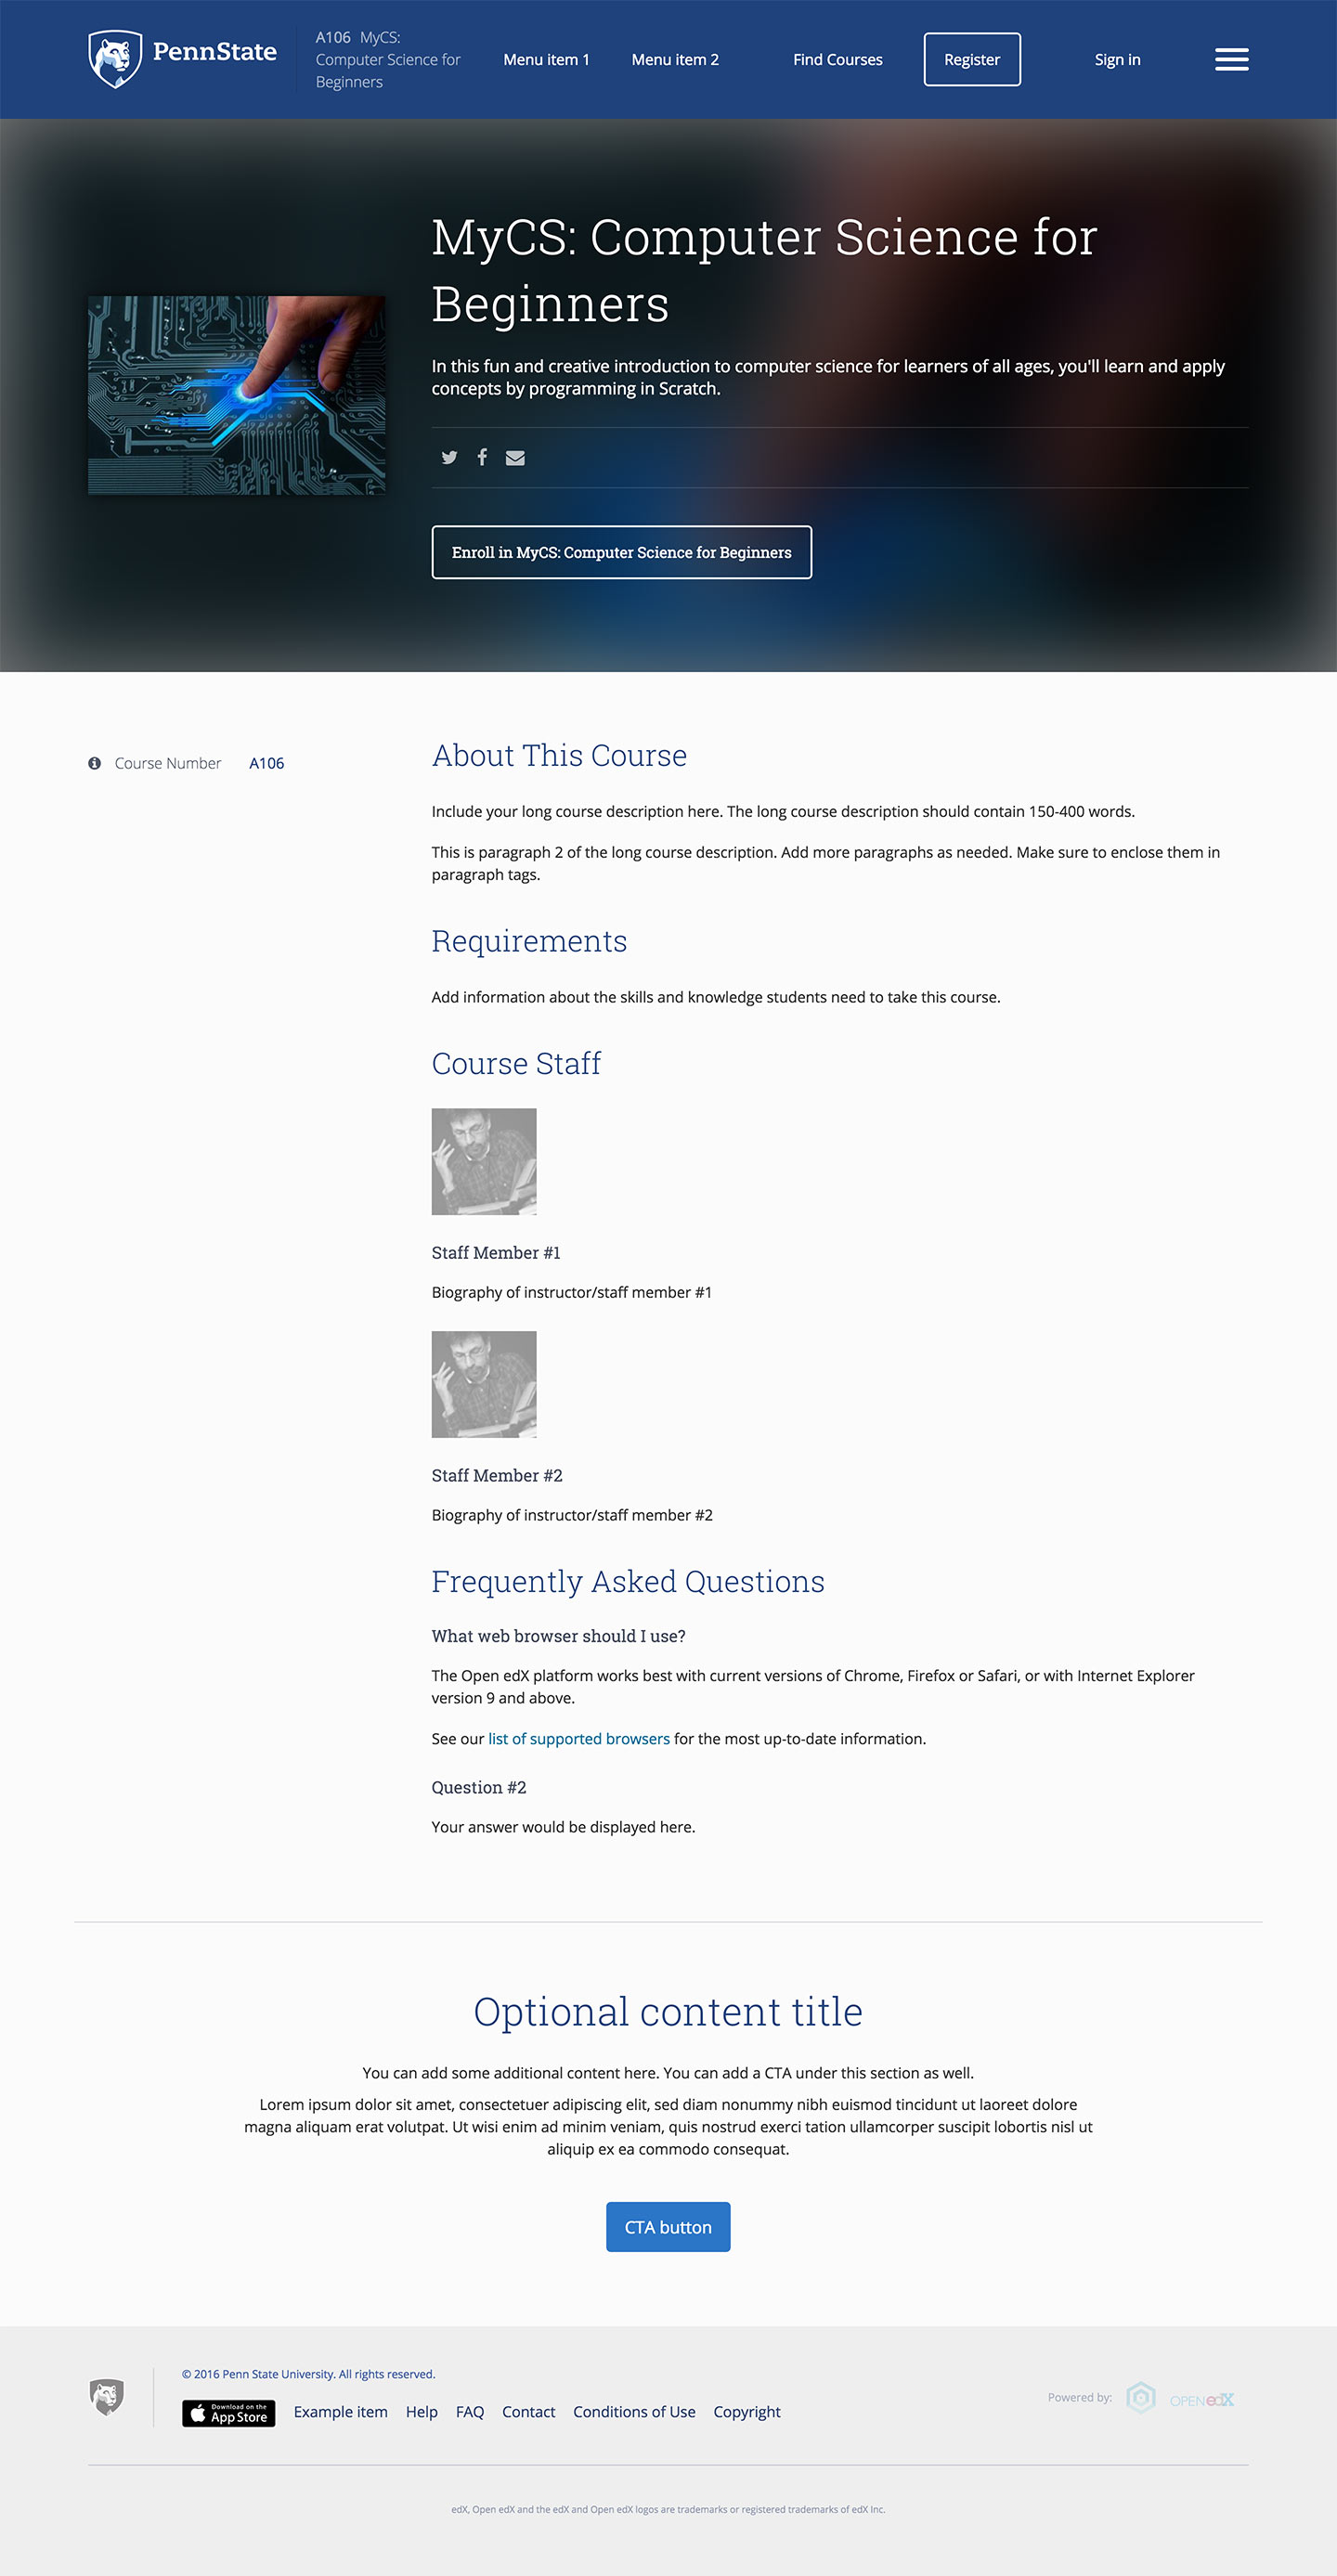 PennState
A106 MyCS:
Computer Science for
Beginners
Menu item 1
Menu item 2
Find Courses
Register
Sign in
MyCS: Computer Science for
Beginners
In this fun and creative introduction to computer science for learners of all ages, you'll learn and apply
concepts by programming in Scratch.
Enroll in MyCS: Computer Science for Beginners
Course Number A106
About This Course
Include your long course description here. The long course description should contain 150-400 words.
This is paragraph 2 of the long course description. Add more paragraphs as needed. Make sure to enclose them in
paragraph tags.
Requirements
Add information about the skills and knowledge students need to take this course.
Course Staff
Staff Member #1
Biography of instructor/staff member #1
Staff Member #2
Biography of instructor/staff member #2
Frequently Asked Questions
What web browser should I use?
The Open edX platform works best with current versions of Chrome, Firefox or Safari, or with Internet Explorer
version 9 and above.
See our list of supported browsers for the most up-to-date information.
Question #2
Your answer would be displayed here.
Optional content title
You can add some additional content here. You can add a CTA under this section as well.
Lorem ipsum dolor sit amet, consectetuer adipiscing elit, sed diam nonummy nibh euismod tincidunt ut laoreet dolore
magna aliquam erat volutpat. Ut wisi enim ad minim veniam, quis nostrud exerci tation ullamcorper suscipit lobortis nisl ut
aliquip ex ea commodo consequat.
CTA button
© 2016 Penn State University. All rights reserved.
Download on the
App Store
Example item
Help
FAQ
Contact
Conditions of Use
Copyright
Powered by:
OPEN edX
edX, Open edX and the edX and Open edX logos are trademarks or registered trademarks of edX Inc.